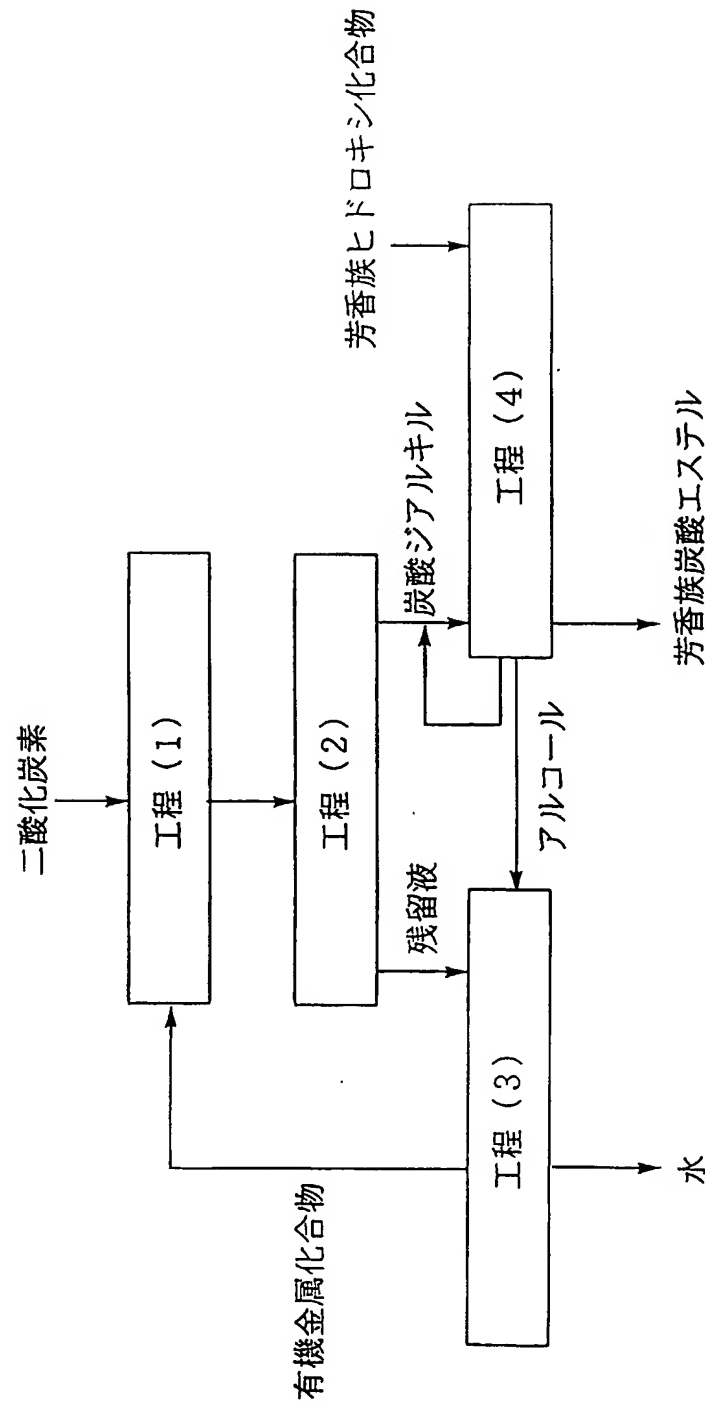 二酸化炭素
工程(1)
工程(2)
有機金属化合物
残留液
炭酸ジアルキル
芳香族ヒドロキシ化合物
工程(3)
アルコール
工程(4)
水
芳香族炭酸エステル